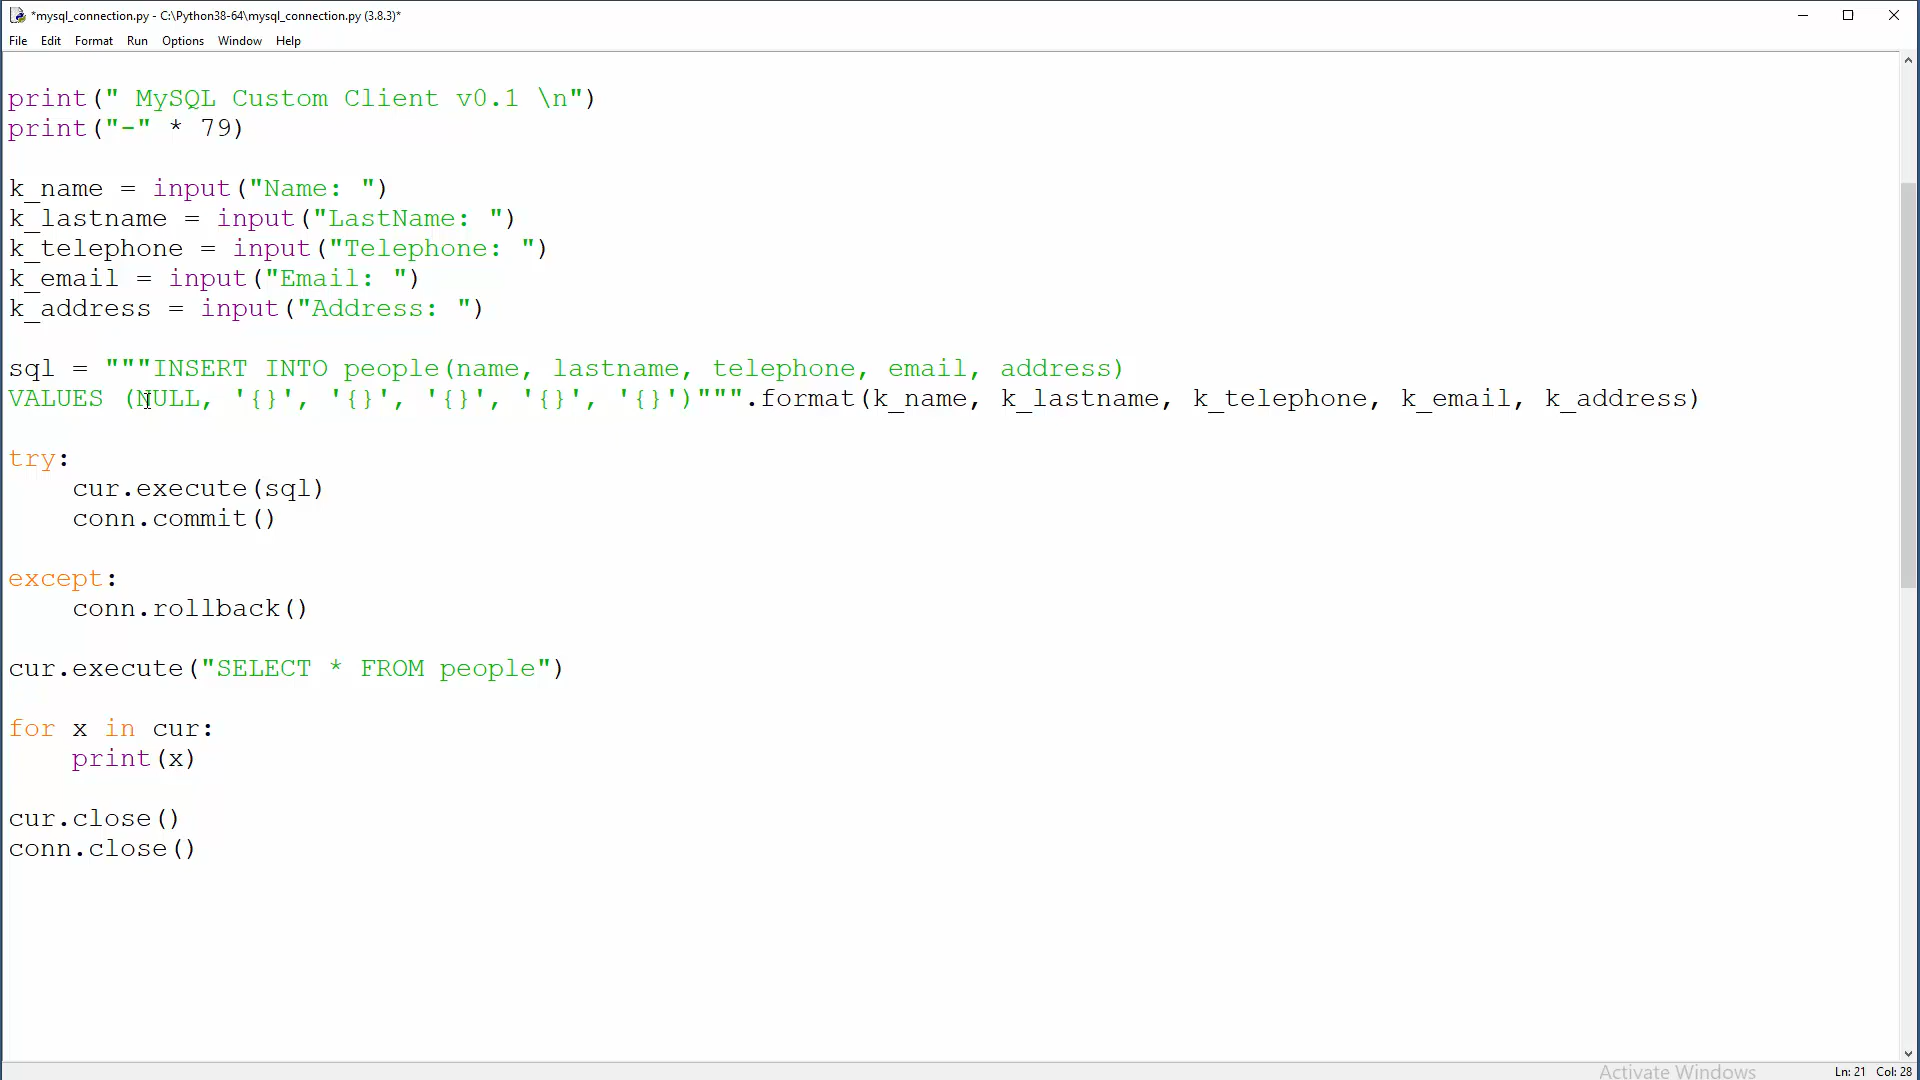 *mysql_connection.py - C:\Python38-64\mysql_connection.py (3.8.3)*
File Edit Format Run Options Window Help
print(" MySQL Custom Client v0.1 \n")
print("-" * 79)
k_name = input("Name: ")
k_lastname = input("LastName: ")
k_telephone = input("Telephone: ")
k_email = input("Email: ")
k_address = input("Address: ")
sql = """INSERT INTO people(name, lastname, telephone, email, address)
VALUES (NULL, '{}', '{}', '{}', '{}', '{}')""".format(k_name, k_lastname, k_telephone, k_email, k_address)
try:
    cur.execute(sql)
    conn.commit()
except:
    conn.rollback()
cur.execute("SELECT * FROM people")
for x in cur:
    print(x)
cur.close()
conn.close()
Activate Windows
Ln: 21 Col: 28